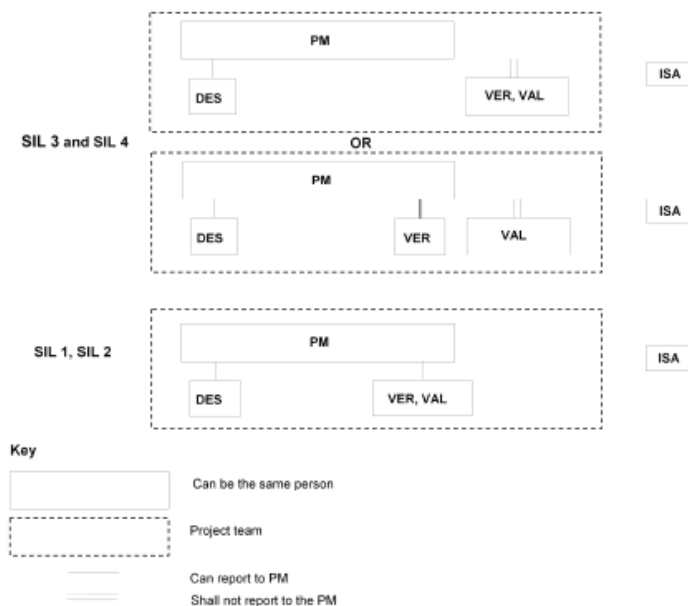 PM
DES
VER, VAL
ISA
SIL 3 and SIL 4
OR
PM
DES
VER
VAL
ISA
SIL 1, SIL 2
PM
DES
VER, VAL
ISA
Key
Can be the same person
Project team
Can report to PM
Shall not report to the PM